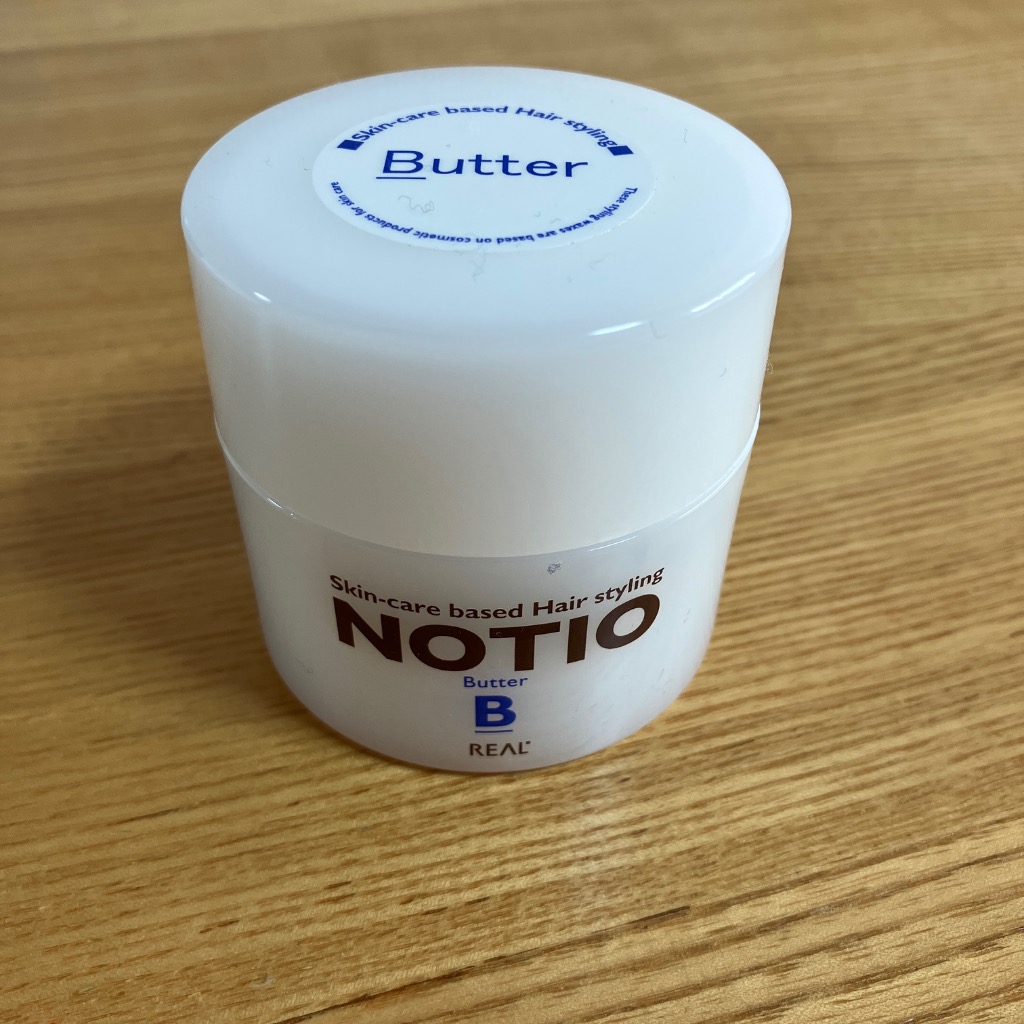 Skin-care based Hair styling
Butter
These styling waxes are based on cosmetic products for skin care
Skin-care based Hair styling
NOTIO
Butter
B
REAL